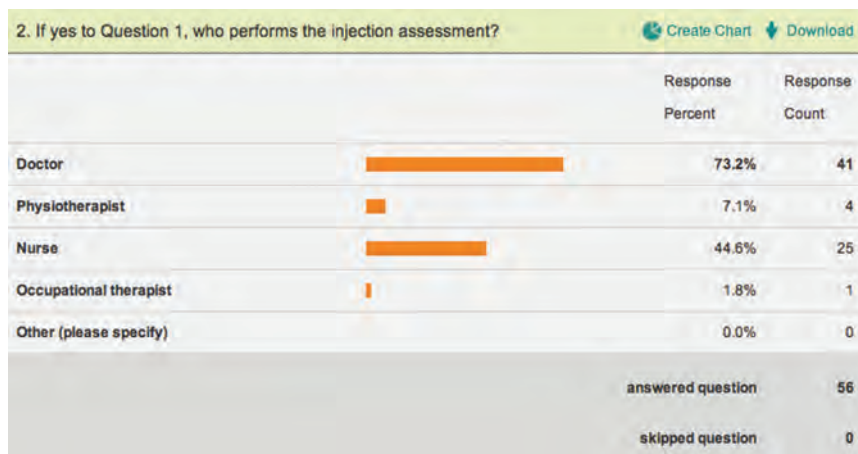 2. If yes to Question 1, who performs the injection assessment? Create Chart Download
Response Response
Percent Count
Doctor 73.2% 41
Physiotherapist 7.1% 4
Nurse 44.6% 25
Occupational therapist 1.8% 1
Other (please specify) 0.0% 0
answered question 56
skipped question 0